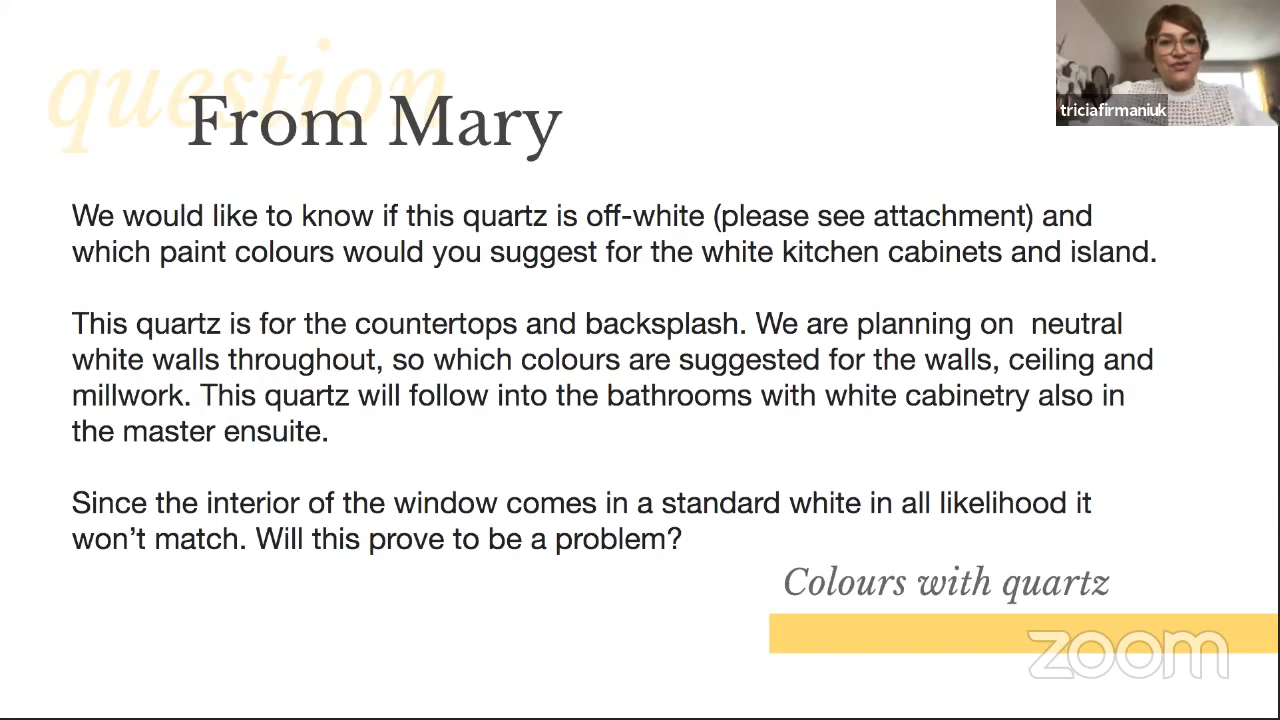 question
From Mary
triciafirmaniuk
We would like to know if this quartz is off-white (please see attachment) and
which paint colours would you suggest for the white kitchen cabinets and island.
This quartz is for the countertops and backsplash. We are planning on  neutral
white walls throughout, so which colours are suggested for the walls, ceiling and
millwork. This quartz will follow into the bathrooms with white cabinetry also in
the master ensuite.
Since the interior of the window comes in a standard white in all likelihood it
won’t match. Will this prove to be a problem?
Colours with quartz
zoom